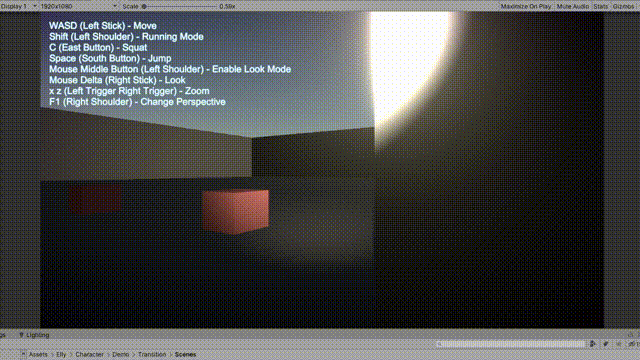 Display 1 1920x1080 Scale 0.59x Maximize On Play Mute Audio Stats Gizmos
WASD (Left Stick) - Move
Shift (Left Shoulder) - Running Mode
C (East Button) - Squat
Space (South Button) - Jump
Mouse Middle Button (Left Shoulder) - Enable Look Mode
Mouse Delta (Right Stick) - Look
x z (Left Trigger Right Trigger) - Zoom
F1 (Right Shoulder) - Change Perspective
Lighting
Assets > Elly > Character > Demo > Transition > Scenes